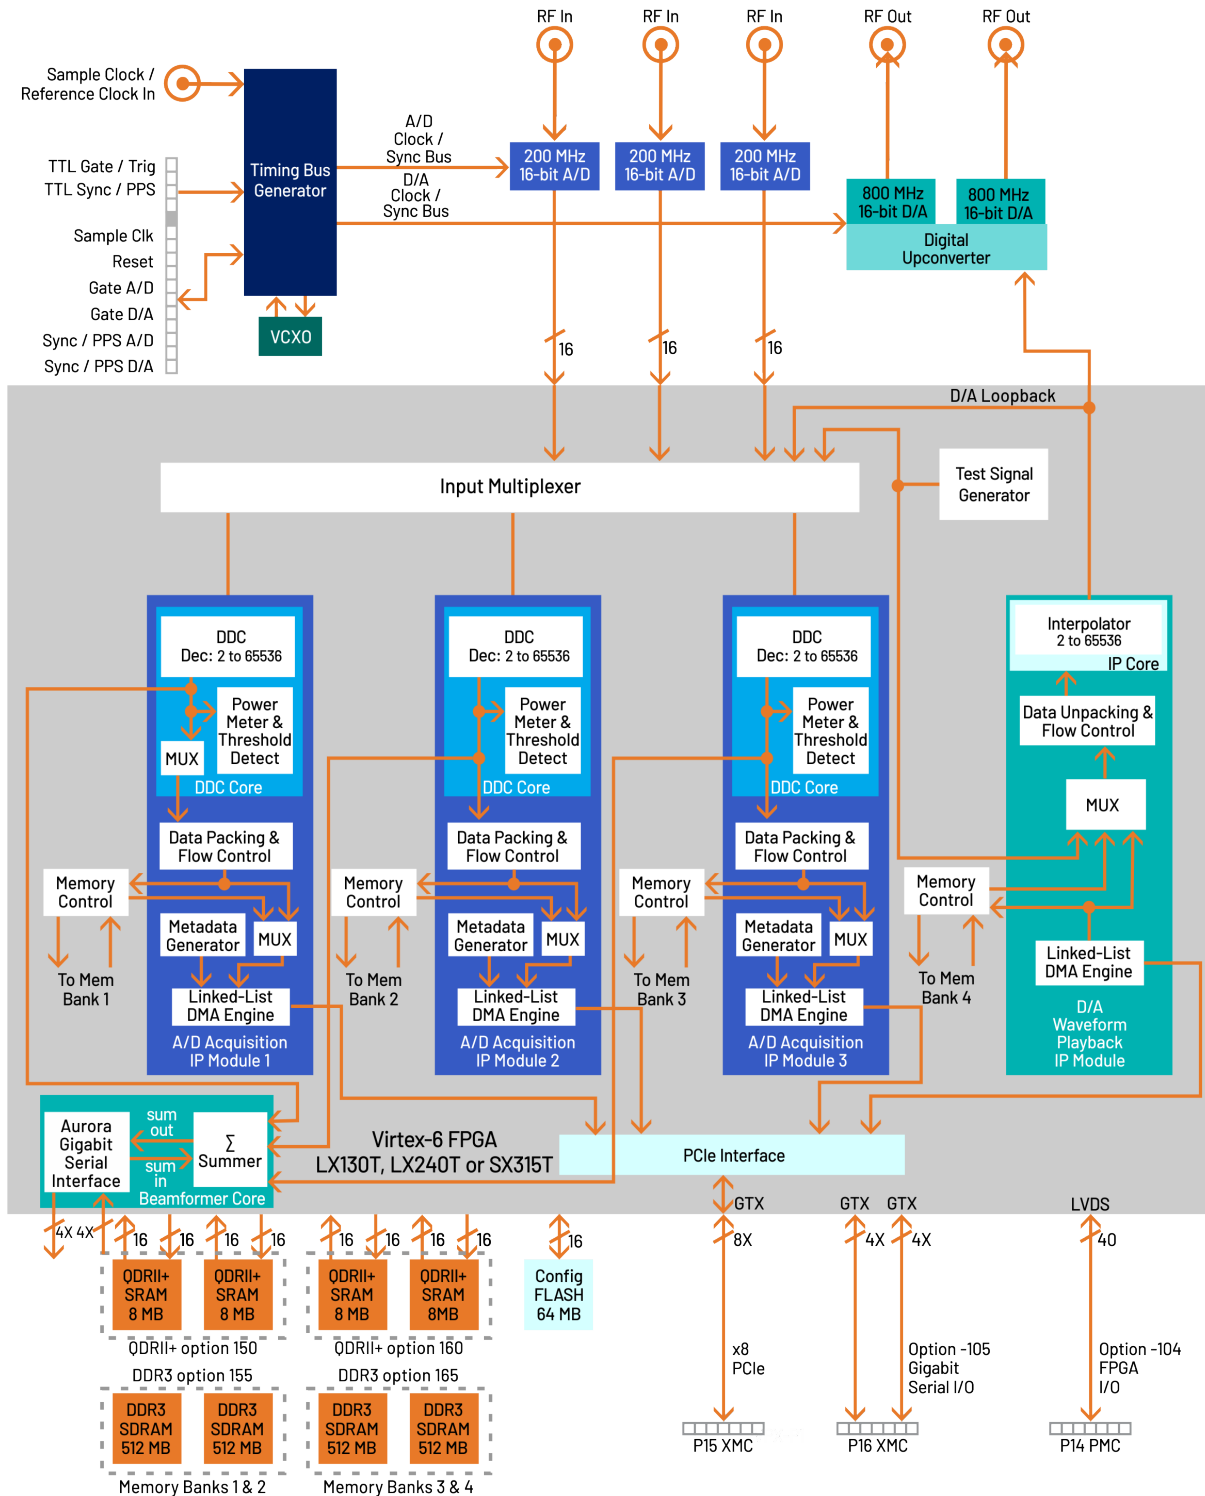 RF In
RF In
RF In
RF Out
RF Out
Sample Clock /
Reference Clock In
TTL Gate / Trig
TTL Sync / PPS
Sample Clk
Reset
Gate A/D
Gate D/A
Sync / PPS A/D
Sync / PPS D/A
Timing Bus
Generator
VCXO
A/D
Clock /
Sync Bus
D/A
Clock /
Sync Bus
200 MHz
16-bit A/D
200 MHz
16-bit A/D
200 MHz
16-bit A/D
800 MHz
16-bit D/A
800 MHz
16-bit D/A
Digital
Upconverter
16
16
16
D/A Loopback
Input Multiplexer
Test Signal
Generator
DDC
Dec: 2 to 65536
Power
Meter &
Threshold
Detect
MUX
DDC Core
Data Packing &
Flow Control
Memory
Control
Metadata
Generator
MUX
To Mem
Bank 1
Linked-List
DMA Engine
A/D Acquisition
IP Module 1
DDC
Dec: 2 to 65536
Power
Meter &
Threshold
Detect
DDC Core
Data Packing &
Flow Control
Memory
Control
Metadata
Generator
MUX
To Mem
Bank 2
Linked-List
DMA Engine
A/D Acquisition
IP Module 2
DDC
Dec: 2 to 65536
Power
Meter &
Threshold
Detect
DDC Core
Data Packing &
Flow Control
Memory
Control
Metadata
Generator
MUX
To Mem
Bank 3
Linked-List
DMA Engine
A/D Acquisition
IP Module 3
Interpolator
2 to 65536
IP Core
Data Unpacking &
Flow Control
MUX
Memory
Control
To Mem
Bank 4
Linked-List
DMA Engine
D/A
Waveform
Playback
IP Module
Aurora
Gigabit
Serial
Interface
sum
out
sum
in
∑
Summer
Beamformer Core
Virtex-6 FPGA
LX130T, LX240T or SX315T
PCIe Interface
GTX
GTX
GTX
LVDS
4X
4X
16
16
16
16
16
16
16
16
16
8X
4X
4X
40
QDRII+
SRAM
8 MB
QDRII+
SRAM
8 MB
QDRII+
SRAM
8 MB
QDRII+
SRAM
8MB
Config
FLASH
64 MB
QDRII+ option 150
QDRII+ option 160
DDR3 option 155
DDR3 option 165
DDR3
SDRAM
512 MB
DDR3
SDRAM
512 MB
DDR3
SDRAM
512 MB
DDR3
SDRAM
512 MB
Memory Banks 1 & 2
Memory Banks 3 & 4
x8
PCIe
Option -105
Gigabit
Serial I/O
Option -104
FPGA
I/O
P15 XMC
P16 XMC
P14 PMC